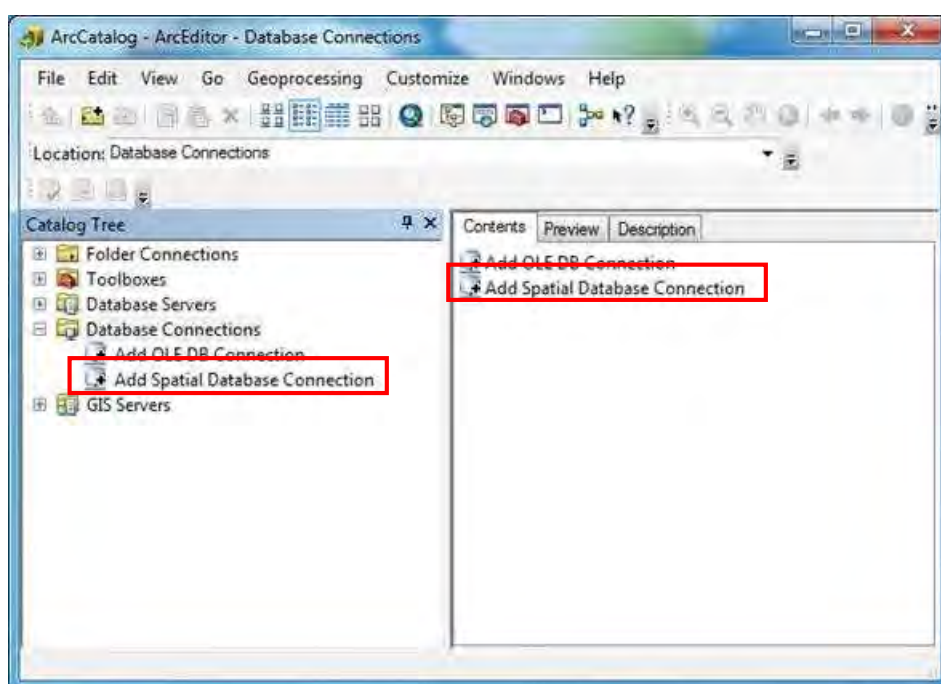 ArcCatalog - ArcEditor - Database Connections
File Edit View Go Geoprocessing Customize Windows Help
Location: Database Connections
Catalog Tree
Folder Connections
Toolboxes
Database Servers
Database Connections
Add OLE DB Connection
Add Spatial Database Connection
GIS Servers
Contents Preview Description
Add OLE DB Connection
Add Spatial Database Connection